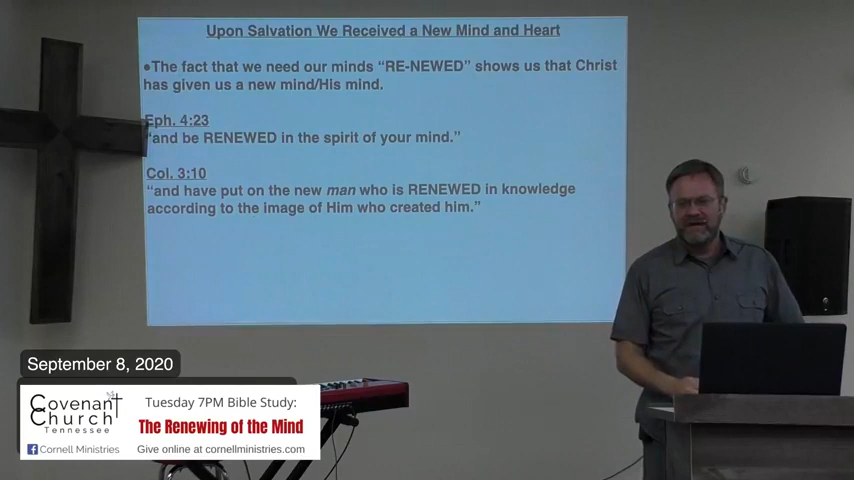 Upon Salvation We Received a New Mind and Heart
•The fact that we need our minds “RE-NEWED” shows us that Christ
has given us a new mind/His mind.
Eph. 4:23
“and be RENEWED in the spirit of your mind.”
Col. 3:10
“and have put on the new man who is RENEWED in knowledge
according to the image of Him who created him.”
September 8, 2020
Covenant
Church
Tennessee
Cornell Ministries
Tuesday 7PM Bible Study:
The Renewing of the Mind
Give online at cornellministries.com